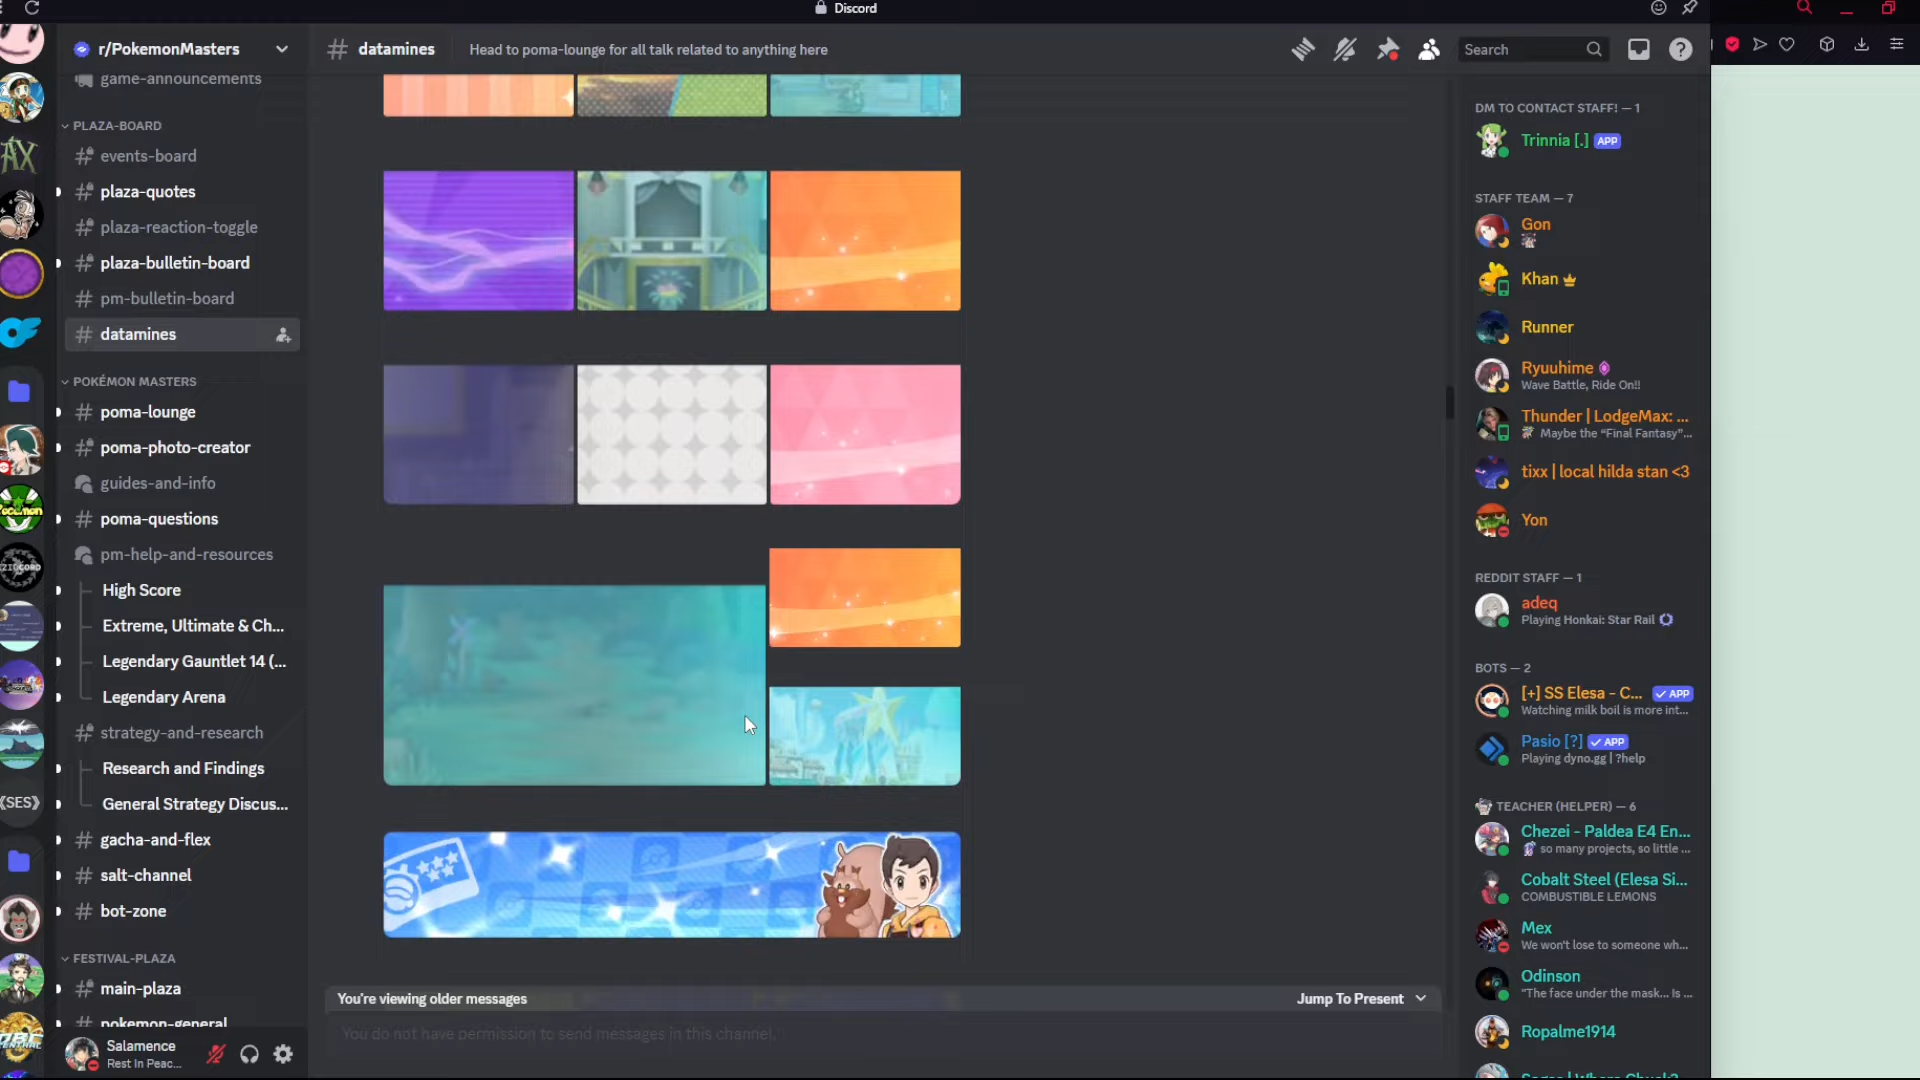 Discord
r/PokemonMasters
game-announcements
PLAZA-BOARD
events-board
plaza-quotes
plaza-reaction-toggle
plaza-bulletin-board
pm-bulletin-board
datamines
POKÉMON MASTERS
poma-lounge
poma-photo-creator
guides-and-info
poma-questions
pm-help-and-resources
High Score
Extreme, Ultimate & Ch...
Legendary Gauntlet 14 (...
Legendary Arena
strategy-and-research
Research and Findings
General Strategy Discus...
gacha-and-flex
salt-channel
bot-zone
FESTIVAL-PLAZA
main-plaza
pokemon-general
Salamence
Rest In Peac...
datamines
Head to poma-lounge for all talk related to anything here
Search
You're viewing older messages
Jump To Present
You do not have permission to send messages in this channel.
DM TO CONTACT STAFF! — 1
Trinnia [.] APP
STAFF TEAM — 7
Gon
Khan
Runner
Ryuuhime
Wave Battle, Ride On!!
Thunder | LodgeMax: ...
Maybe the “Final Fantasy”...
tixx | local hilda stan <3
Yon
REDDIT STAFF — 1
adeq
Playing Honkai: Star Rail
BOTS — 2
[+] SS Elesa - C... APP
Watching milk boil is more int...
Pasio [?] APP
Playing dyno.gg | ?help
TEACHER (HELPER) — 6
Chezei - Paldea E4 En...
so many projects, so little ...
Cobalt Steel (Elesa Si...
COMBUSTIBLE LEMONS
Mex
We won't lose to someone wh...
Odinson
"The face under the mask... Is ...
Ropalme1914
AX
(SES)